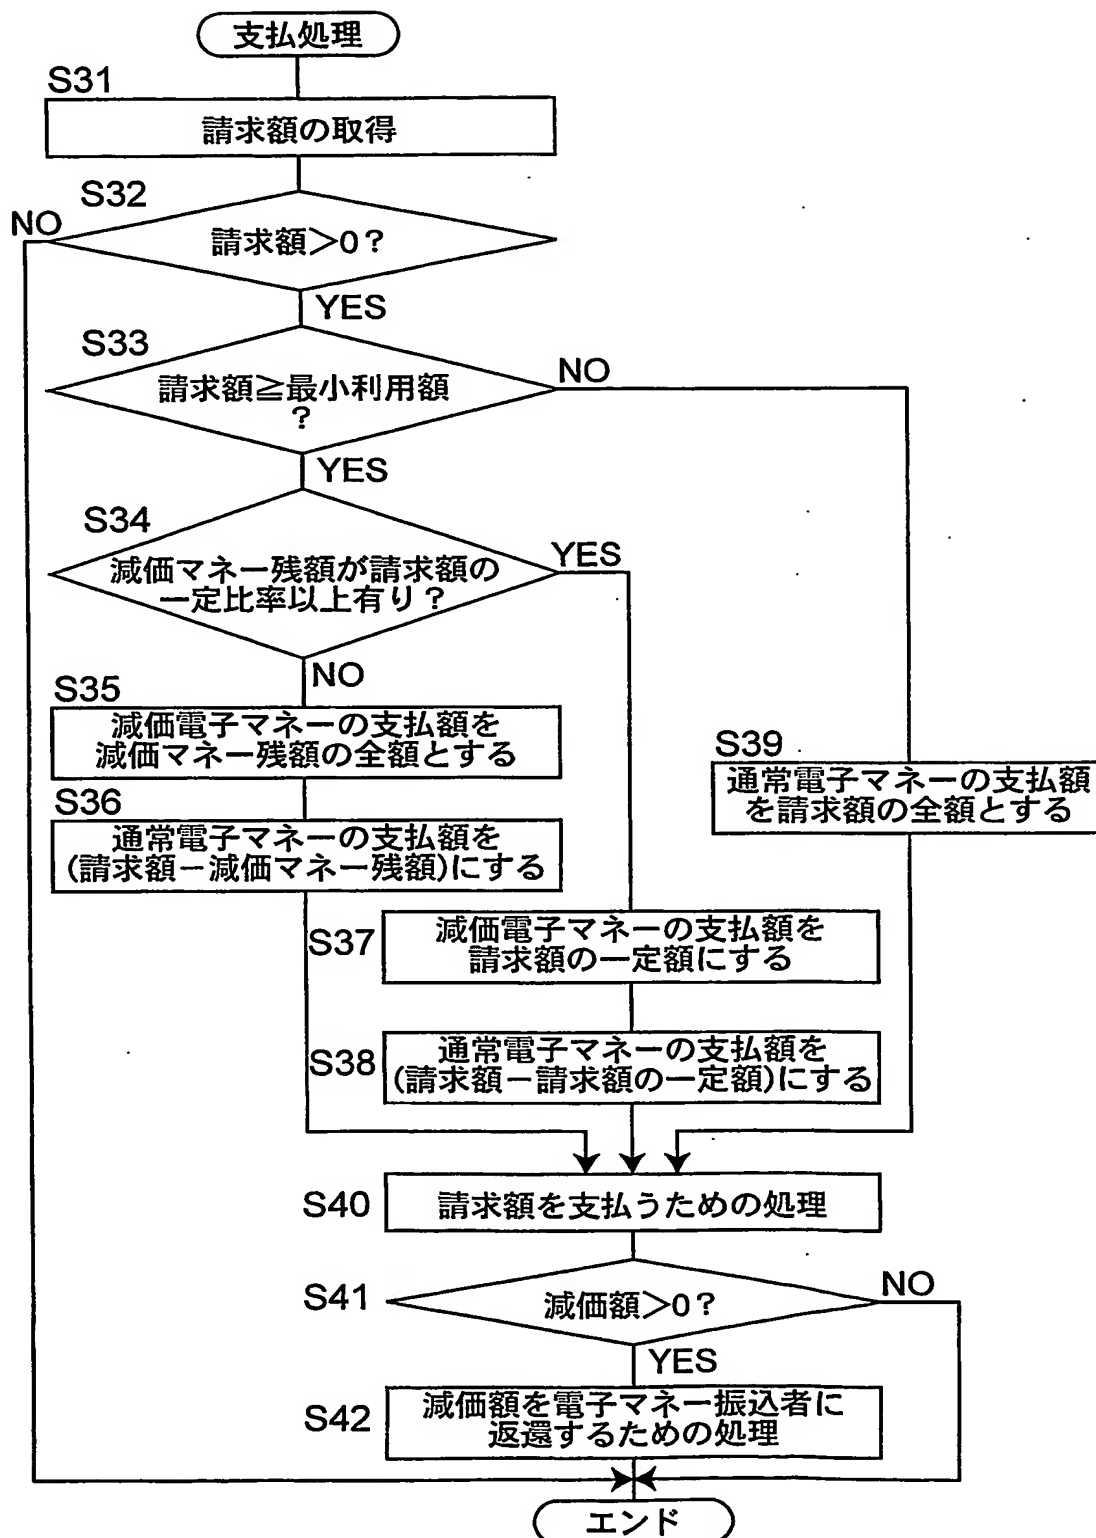 支払処理
S31
請求額の取得
S32
NO
請求額>0?
YES
S33
請求額≧最小利用額
?
NO
YES
S34
減価マネー残額が請求額の
一定比率以上有り?
YES
NO
S35
減価電子マネーの支払額を
減価マネー残額の全額とする
S36
通常電子マネーの支払額を
(請求額-減価マネー残額)にする
S39
通常電子マネーの支払額
を請求額の全額とする
S37
減価電子マネーの支払額を
請求額の一定額にする
S38
通常電子マネーの支払額を
(請求額-請求額の一定額)にする
S40
請求額を支払うための処理
S41
減価額>0?
NO
YES
S42
減価額を電子マネー振込者に
返還するための処理
エンド